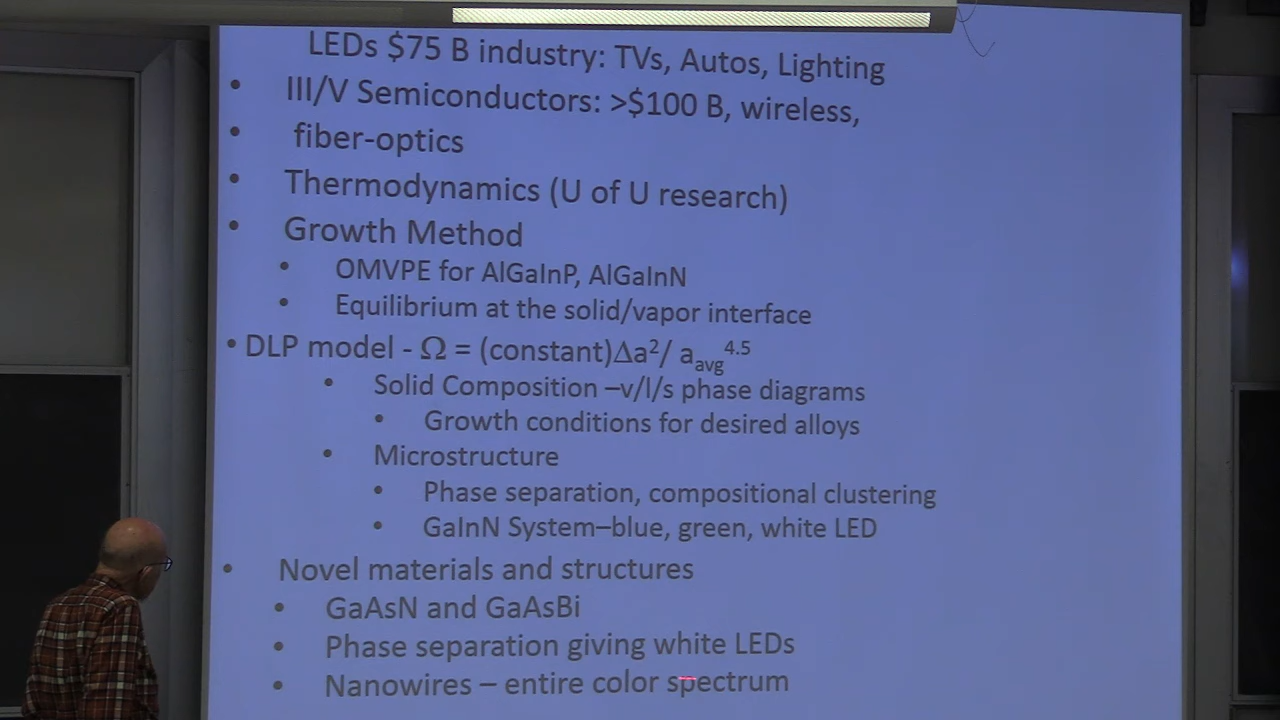 LEDs $75 B industry: TVs, Autos, Lighting
• III/V Semiconductors: >$100 B, wireless,
• fiber-optics
• Thermodynamics (U of U research)
• Growth Method
• OMVPE for AlGaInP, AlGaInN
• Equilibrium at the solid/vapor interface
• DLP model - Ω = (constant)Δa²/ a_avg^4.5
• Solid Composition –v/l/s phase diagrams
• Growth conditions for desired alloys
• Microstructure
• Phase separation, compositional clustering
• GaInN System–blue, green, white LED
• Novel materials and structures
• GaAsN and GaAsBi
• Phase separation giving white LEDs
• Nanowires – entire color spectrum